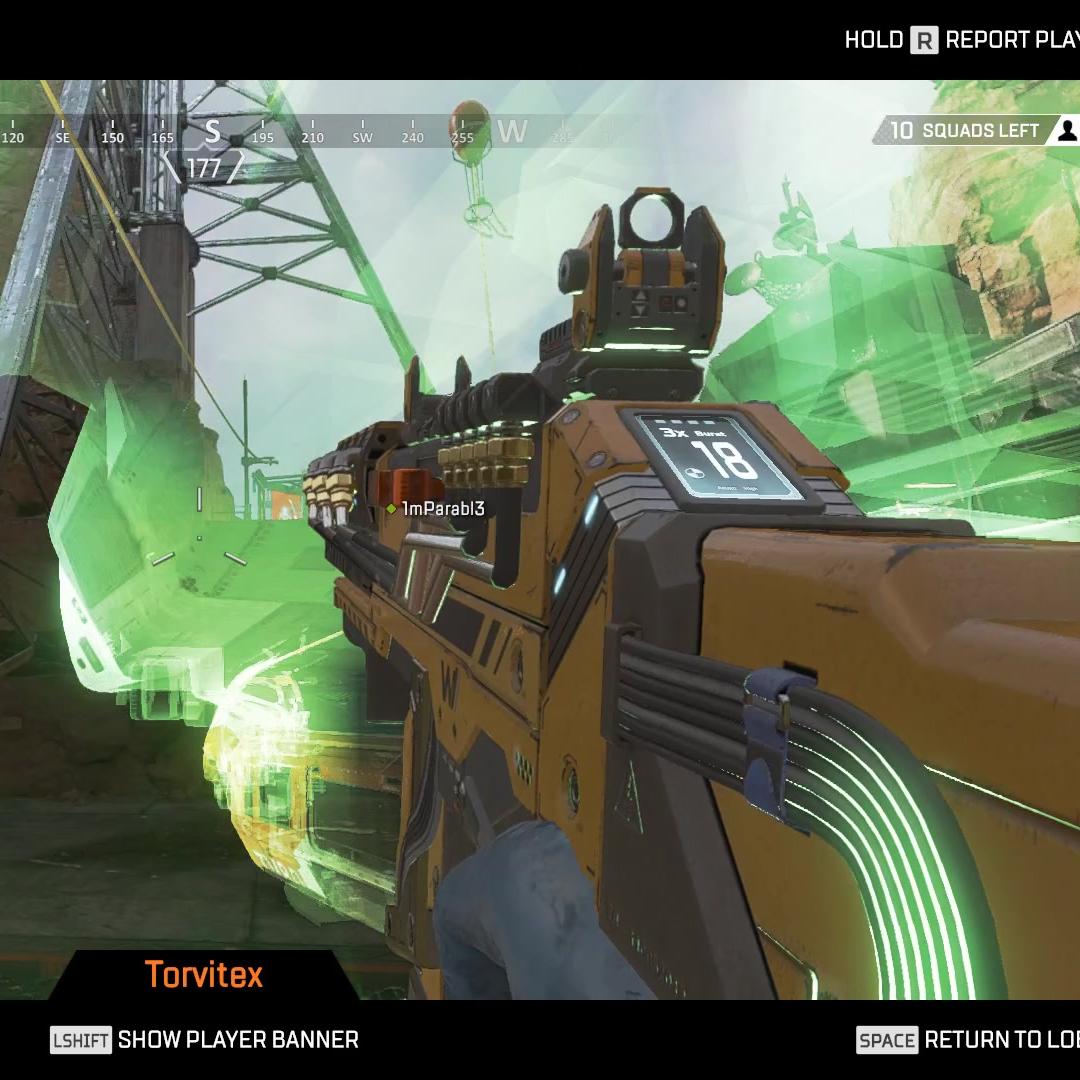 HOLD R REPORT PLAY
120 SE 150 165 S 195 210 SW 240 255 W 285
177
10 SQUADS LEFT
3x Burst
18
1mParabl3
W
Torvitex
LSHIFT SHOW PLAYER BANNER
SPACE RETURN TO LOB